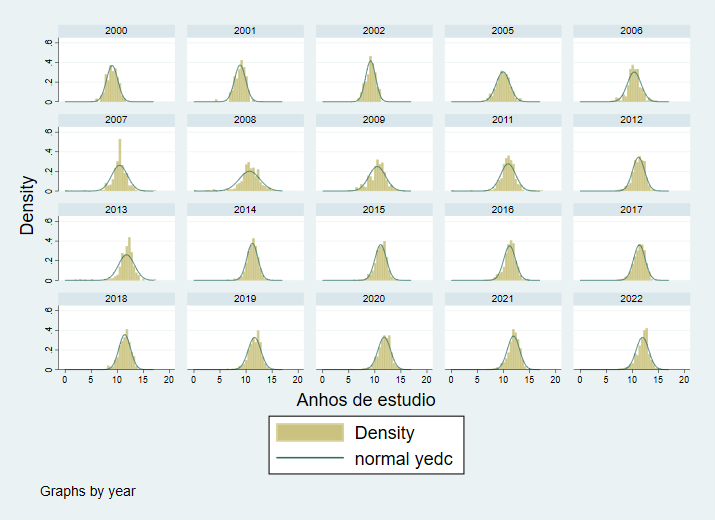 2000 2001 2002 2005 2006
0 .2 .4 .6
2007 2008 2009 2011 2012
0 .2 .4 .6
2013 2014 2015 2016 2017
0 .2 .4 .6
2018 2019 2020 2021 2022
0 .2 .4 .6
0 5 10 15 20 0 5 10 15 20 0 5 10 15 20 0 5 10 15 20 0 5 10 15 20
Density
Anhos de estudio
Density
normal yedc
Graphs by year